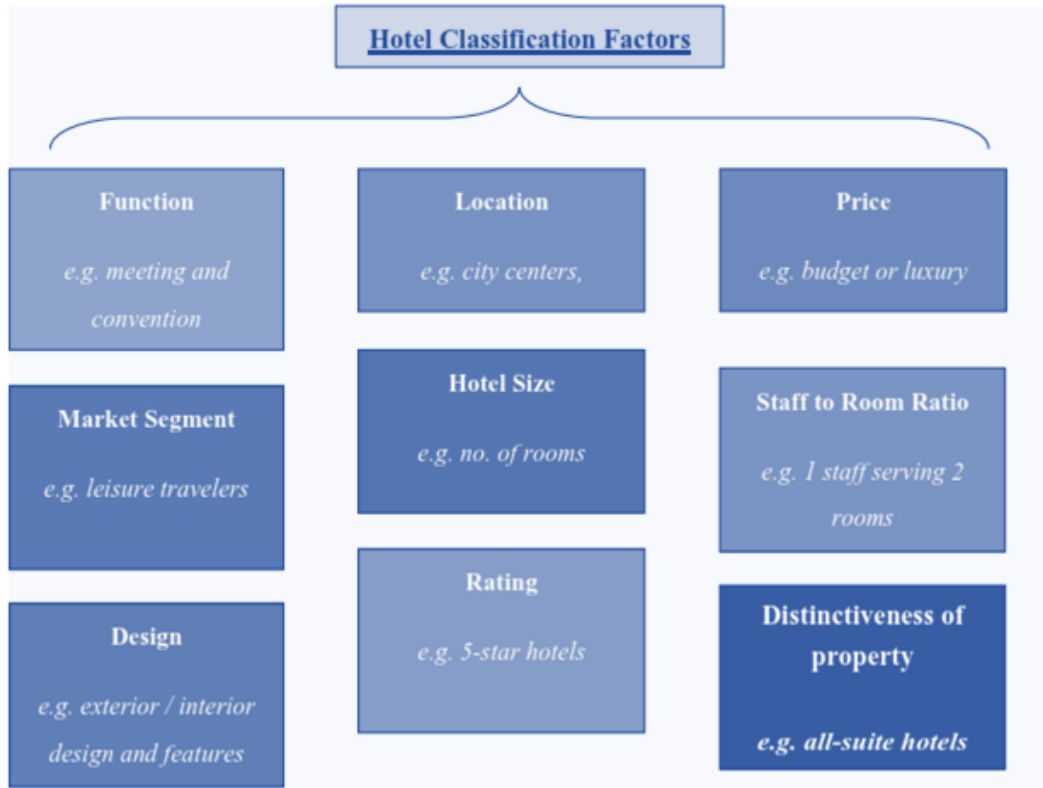 Hotel Classification Factors
Function
e.g. meeting and
convention
Location
e.g. city centers,
Price
e.g. budget or luxury
Market Segment
e.g. leisure travelers
Hotel Size
e.g. no. of rooms
Staff to Room Ratio
e.g. 1 staff serving 2
rooms
Design
e.g. exterior / interior
design and features
Rating
e.g. 5-star hotels
Distinctiveness of
property
e.g. all-suite hotels